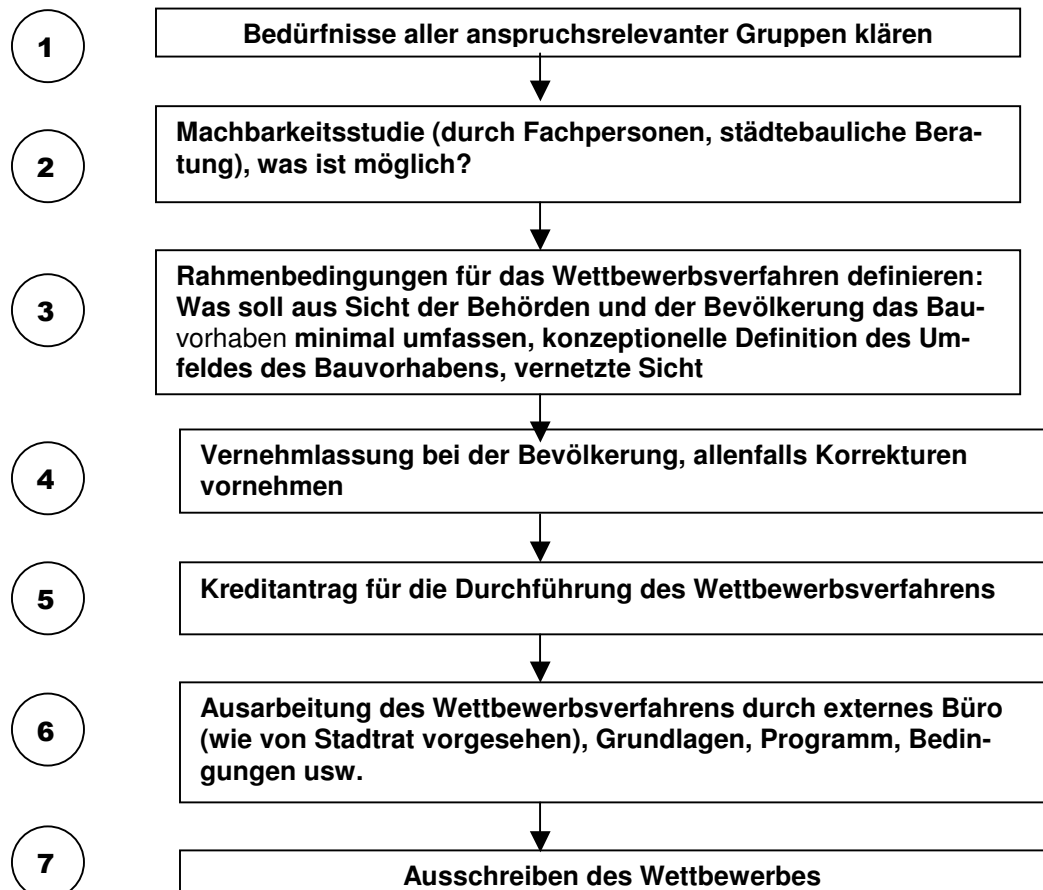 1
Bedürfnisse aller anspruchsrelevanter Gruppen klären
2
Machbarkeitsstudie (durch Fachpersonen, städtebauliche Bera-
tung), was ist möglich?
3
Rahmenbedingungen für das Wettbewerbsverfahren definieren:
Was soll aus Sicht der Behörden und der Bevölkerung das Bau-
vorhaben minimal umfassen, konzeptionelle Definition des Um-
feldes des Bauvorhabens, vernetzte Sicht
4
Vernehmlassung bei der Bevölkerung, allenfalls Korrekturen
vornehmen
5
Kreditantrag für die Durchführung des Wettbewerbsverfahrens
6
Ausarbeitung des Wettbewerbsverfahrens durch externes Büro
(wie von Stadtrat vorgesehen), Grundlagen, Programm, Bedin-
gungen usw.
7
Ausschreiben des Wettbewerbes